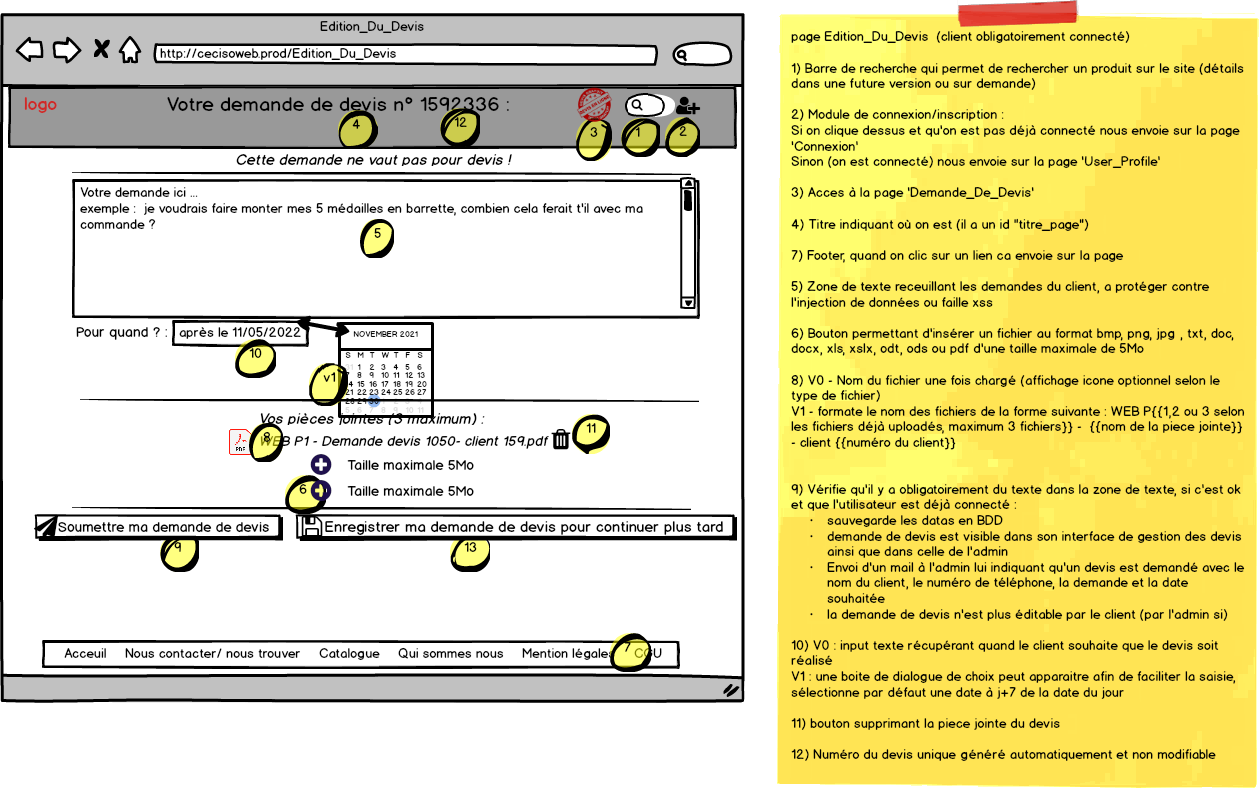 Edition_Du_Devis
http://cecisoweb.prod/Edition_Du_Devis
logo
Votre demande de devis n° 1592336 :
4
12
3
1
2
Cette demande ne vaut pas pour devis !
Votre demande ici ...
exemple : je voudrais faire monter mes 5 médailles en barrette, combien cela ferait t'il avec ma
commande ?
5
Pour quand ? :
après le 11/05/2022
10
v1
NOVEMBER 2021
S M T W T F S
1 2 3 4 5 6
7 8 9 10 11 12 13
14 15 16 17 18 19 20
21 22 23 24 25 26 27
28 29 30
Vos pièces jointes (3 maximum) :
PDF
8
WEB P1 - Demande devis 1050- client 159.pdf
11
Taille maximale 5Mo
6
Taille maximale 5Mo
Soumettre ma demande de devis
Enregistrer ma demande de devis pour continuer plus tard
9
13
Acceuil Nous contacter/ nous trouver Catalogue Qui sommes nous Mention légales CGU
7
page Edition_Du_Devis (client obligatoirement connecté)
1) Barre de recherche qui permet de rechercher un produit sur le site (détails
dans une future version ou sur demande)
2) Module de connexion/inscription :
Si on clique dessus et qu'on est pas déjà connecté nous envoie sur la page
'Connexion'
Sinon (on est connecté) nous envoie sur la page 'User_Profile'
3) Acces à la page 'Demande_De_Devis'
4) Titre indiquant où on est (il a un id "titre_page")
7) Footer, quand on clic sur un lien ca envoie sur la page
5) Zone de texte receuillant les demandes du client, a protéger contre
l'injection de données ou faille xss
6) Bouton permettant d'insérer un fichier au format bmp, png, jpg , txt, doc,
docx, xls, xslx, odt, ods ou pdf d'une taille maximale de 5Mo
8) V0 - Nom du fichier une fois chargé (affichage icone optionnel selon le
type de fichier)
V1 - formate le nom des fichiers de la forme suivante : WEB P{{1,2 ou 3 selon
les fichiers déjà uploadés, maximum 3 fichiers}} - {{nom de la piece jointe}}
- client {{numéro du client}}
9) Vérifie qu'il y a obligatoirement du texte dans la zone de texte, si c'est ok
et que l'utilisateur est déjà connecté :
· sauvegarde les datas en BDD
· demande de devis est visible dans son interface de gestion des devis
ainsi que dans celle de l'admin
· Envoi d'un mail à l'admin lui indiquant qu'un devis est demandé avec le
nom du client, le numéro de téléphone, la demande et la date
souhaitée
· la demande de devis n'est plus éditable par le client (par l'admin si)
10) V0 : input texte récupérant quand le client souhaite que le devis soit
réalisé
V1 : une boite de dialogue de choix peut apparaitre afin de faciliter la saisie,
sélectionne par défaut une date à j+7 de la date du jour
11) bouton supprimant la piece jointe du devis
12) Numéro du devis unique généré automatiquement et non modifiable